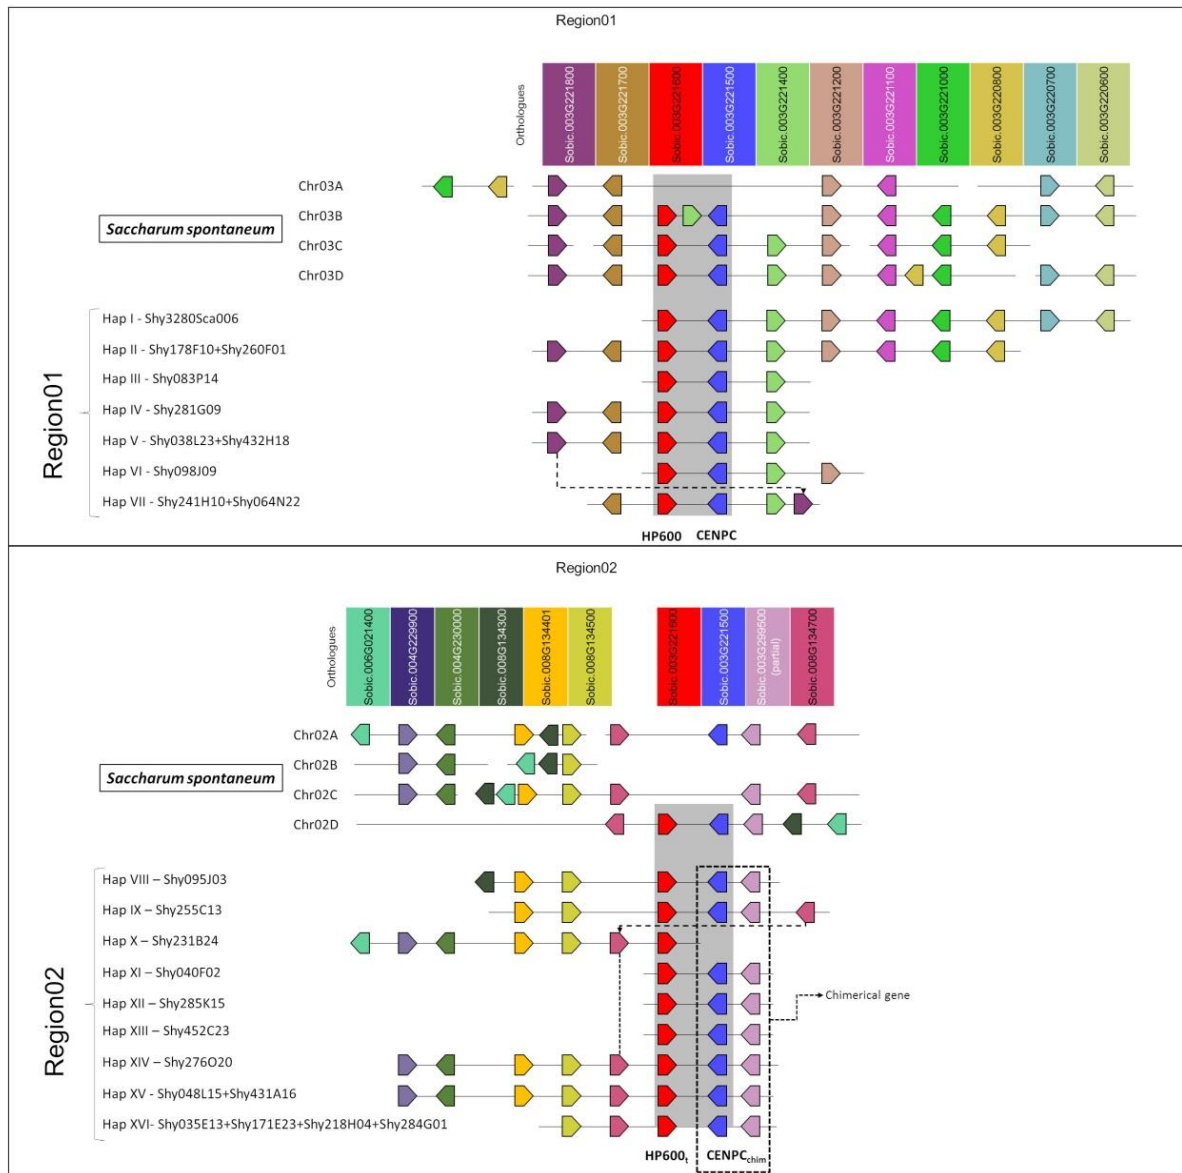 Region01
Orthologues
Sobic.003G221800
Sobic.003G221700
Sobic.003G221600
Sobic.003G221500
Sobic.003G221400
Sobic.003G221200
Sobic.003G221100
Sobic.003G221000
Sobic.003G220800
Sobic.003G220700
Sobic.003G220600
Saccharum spontaneum
Chr03A
Chr03B
Chr03C
Chr03D
Region01
Hap I - Shy3280Sca006
Hap II - Shy178F10+Shy260F01
Hap III - Shy083P14
Hap IV - Shy281G09
Hap V - Shy038L23+Shy432H18
Hap VI - Shy098J09
Hap VII - Shy241H10+Shy064N22
HP600 CENPC
Region02
Orthologues
Sobic.006G021400
Sobic.004G229900
Sobic.004G230000
Sobic.008G134300
Sobic.008G134401
Sobic.008G134500
Sobic.003G221600
Sobic.003G221500
Sobic.003G299500
(partial)
Sobic.008G134700
Saccharum spontaneum
Chr02A
Chr02B
Chr02C
Chr02D
Region02
Hap VIII – Shy095J03
Hap IX – Shy255C13
Hap X – Shy231B24
Hap XI – Shy040F02
Hap XII – Shy285K15
Hap XIII – Shy452C23
Hap XIV – Shy276O20
Hap XV - Shy048L15+Shy431A16
Hap XVI- Shy035E13+Shy171E23+Shy218H04+Shy284G01
Chimerical gene
HP600t CENPCchim